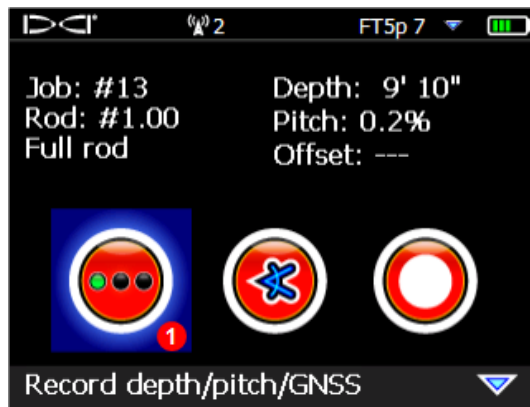 2 FT5p 7
Job: #13 Depth: 9' 10"
Rod: #1.00 Pitch: 0.2%
Full rod Offset: ---
1
Record depth/pitch/GNSS